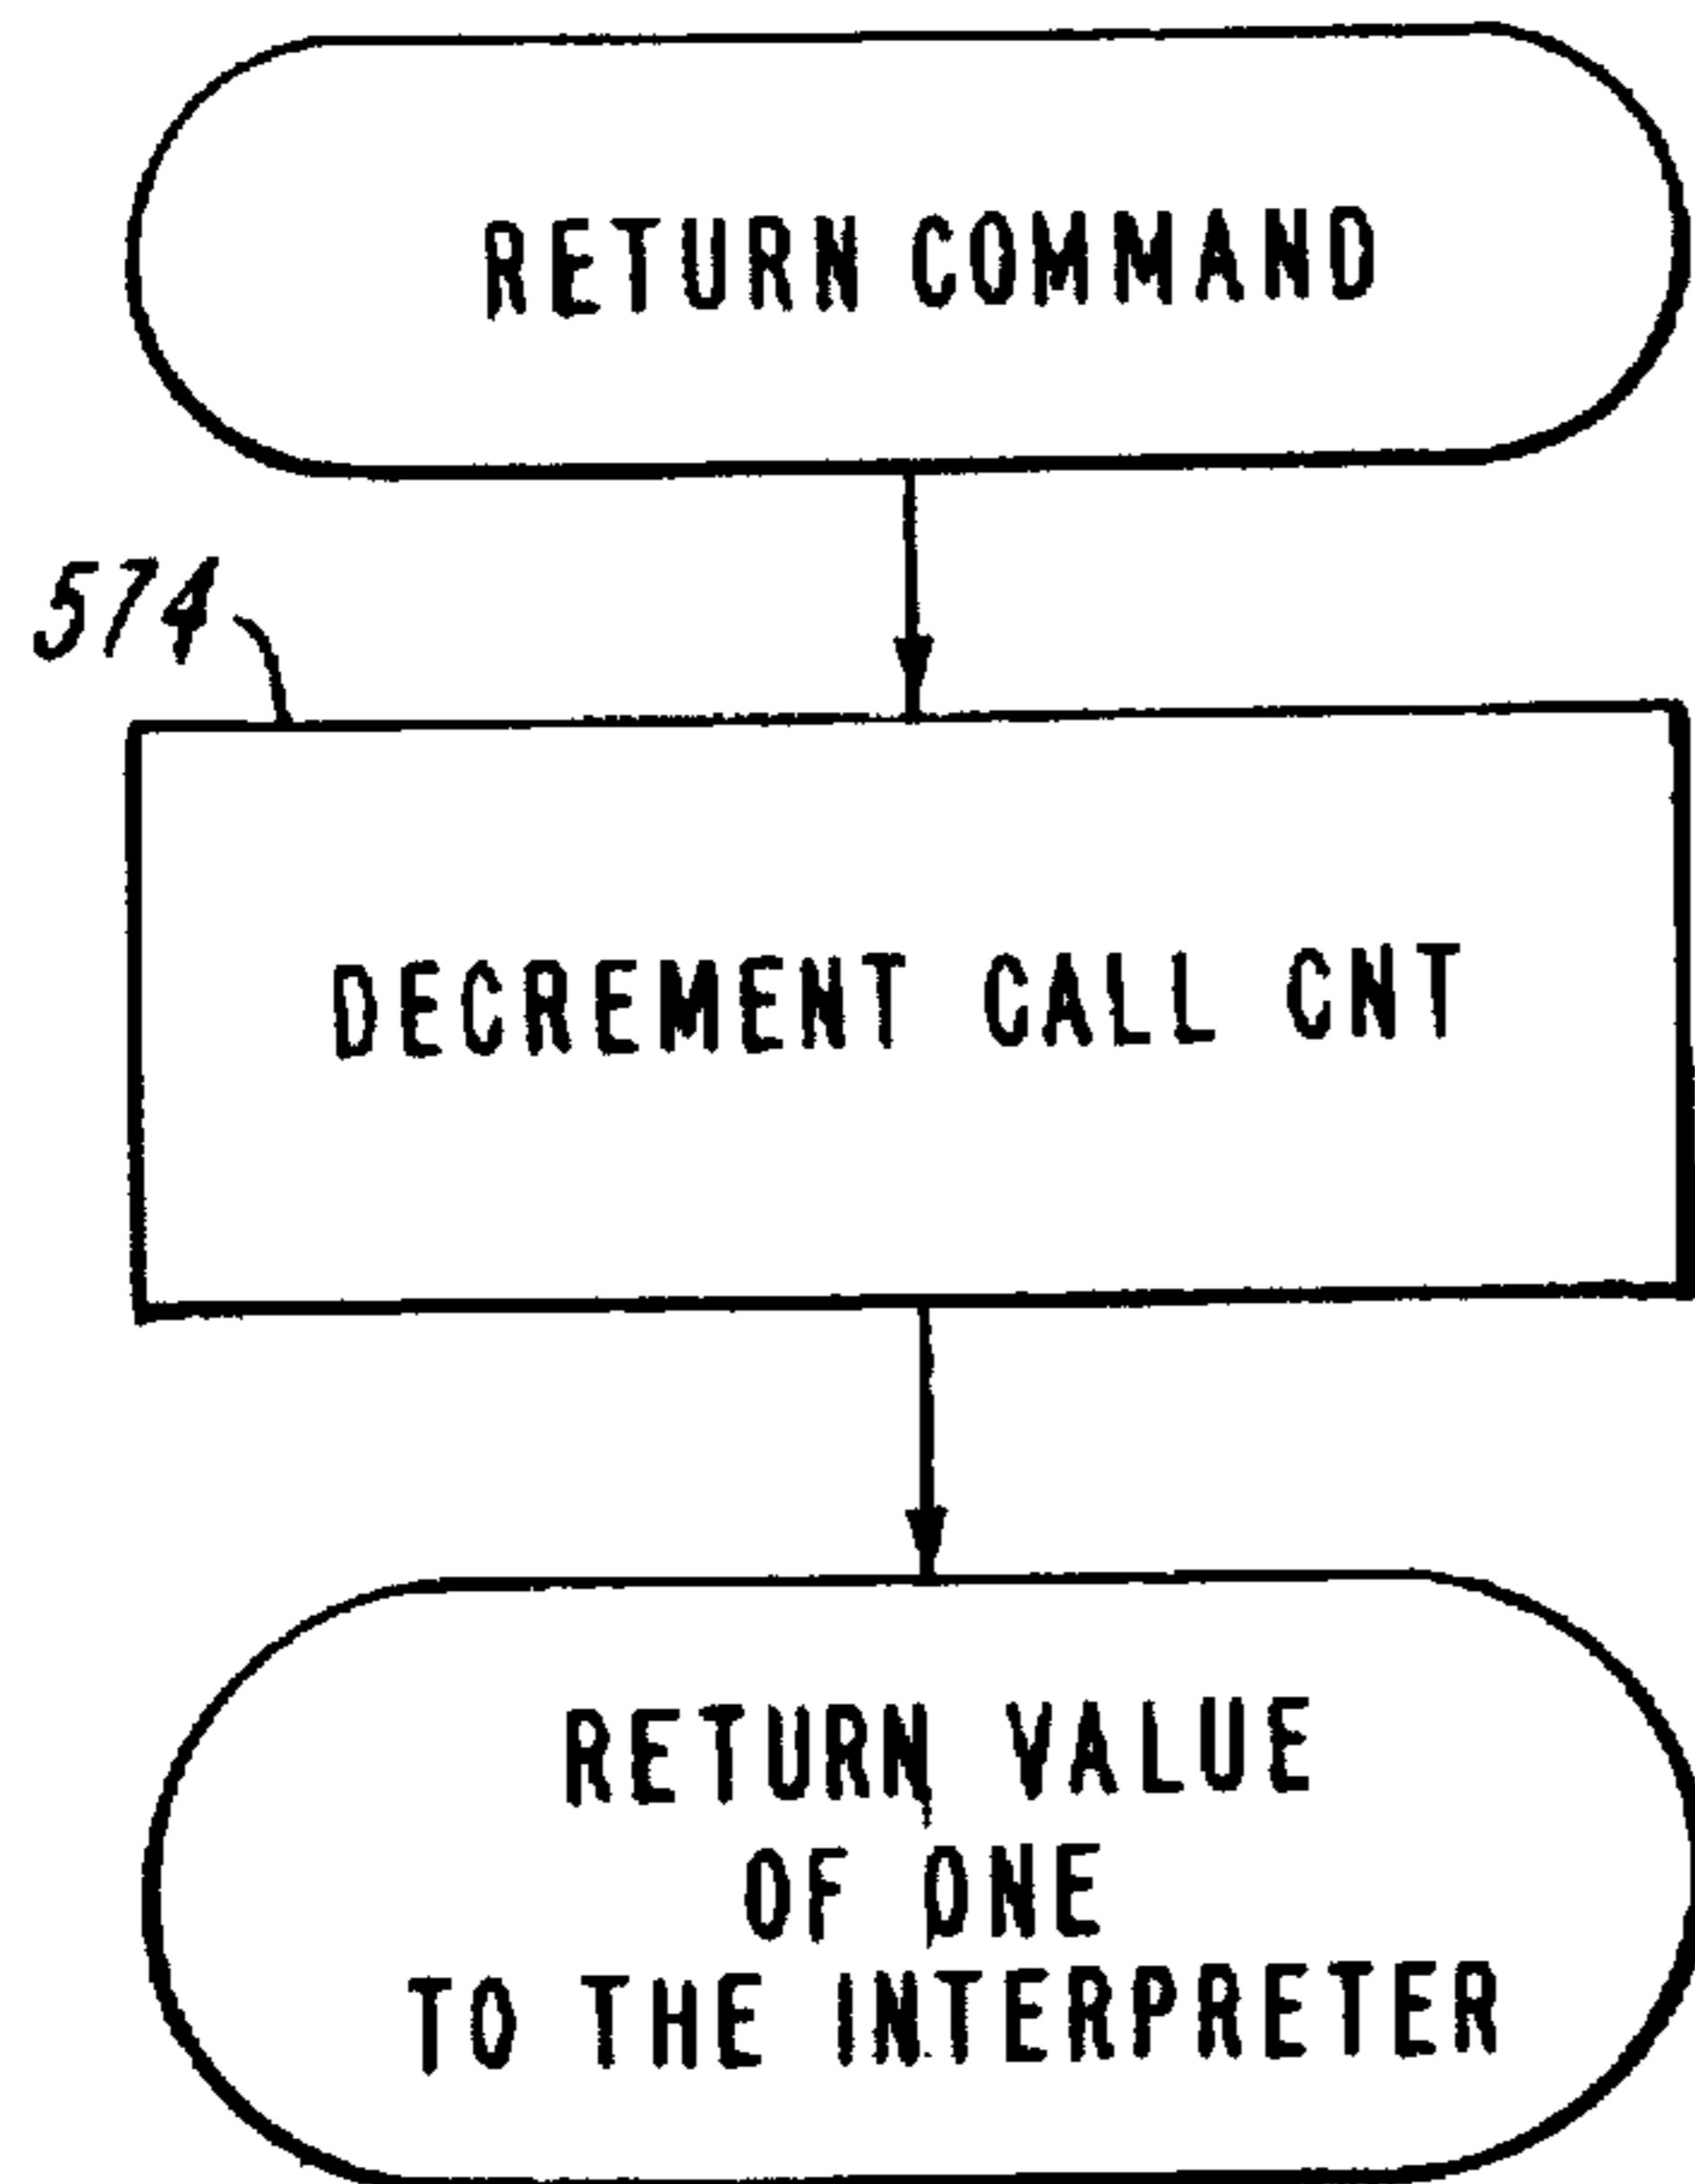 RETURN COMMAND
574
DECREMENT CALL CNT
RETURN VALUE
OF ONE
TO THE INTERPRETER